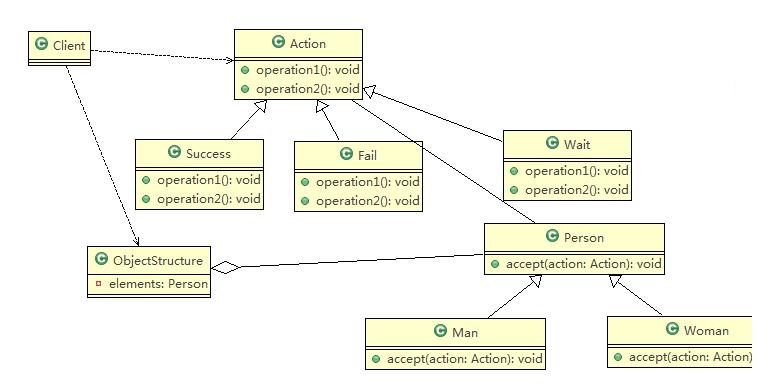 Client
Action
operation1(): void
operation2(): void
Success
operation1(): void
operation2(): void
Fail
operation1(): void
operation2(): void
Wait
operation1(): void
operation2(): void
ObjectStructure
elements: Person
Person
accept(action: Action): void
Man
accept(action: Action): void
Woman
accept(action: Action)